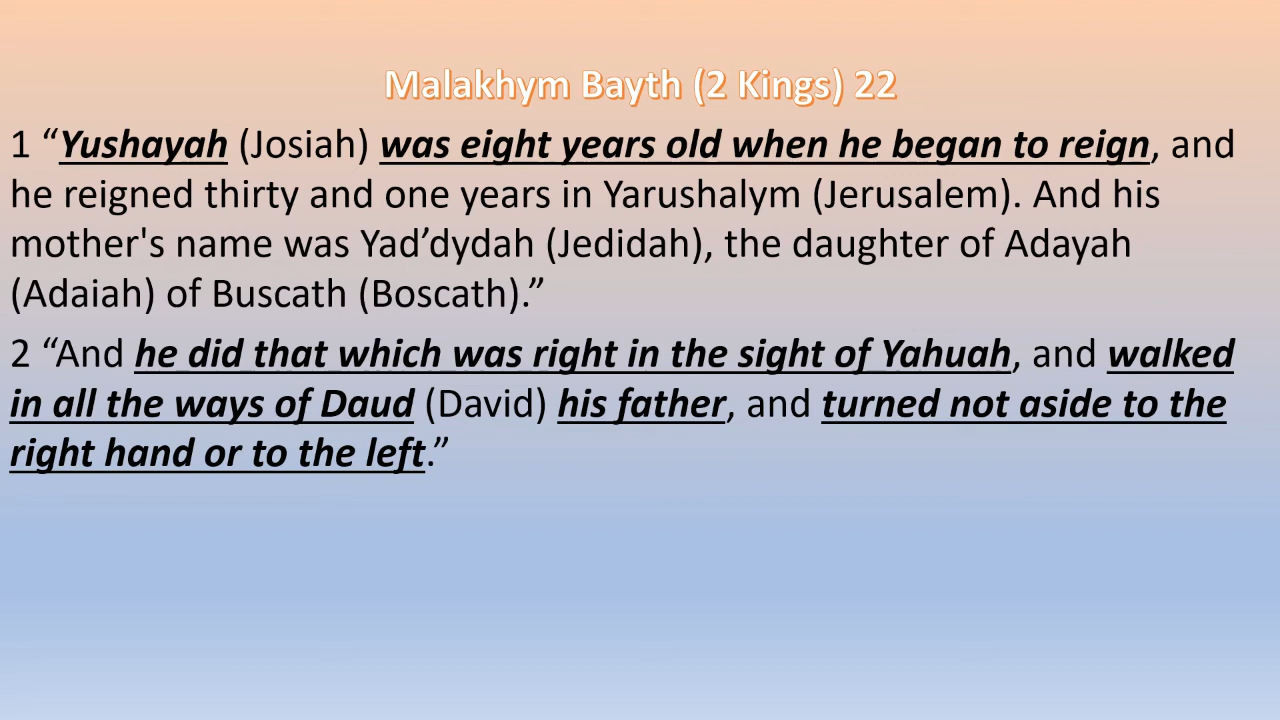 Malakhym Bayth (2 Kings) 22
1 “Yushayah (Josiah) was eight years old when he began to reign, and
he reigned thirty and one years in Yarushalym (Jerusalem). And his
mother's name was Yad’dydah (Jedidah), the daughter of Adayah
(Adaiah) of Buscath (Boscath).”
2 “And he did that which was right in the sight of Yahuah, and walked
in all the ways of Daud (David) his father, and turned not aside to the
right hand or to the left.”